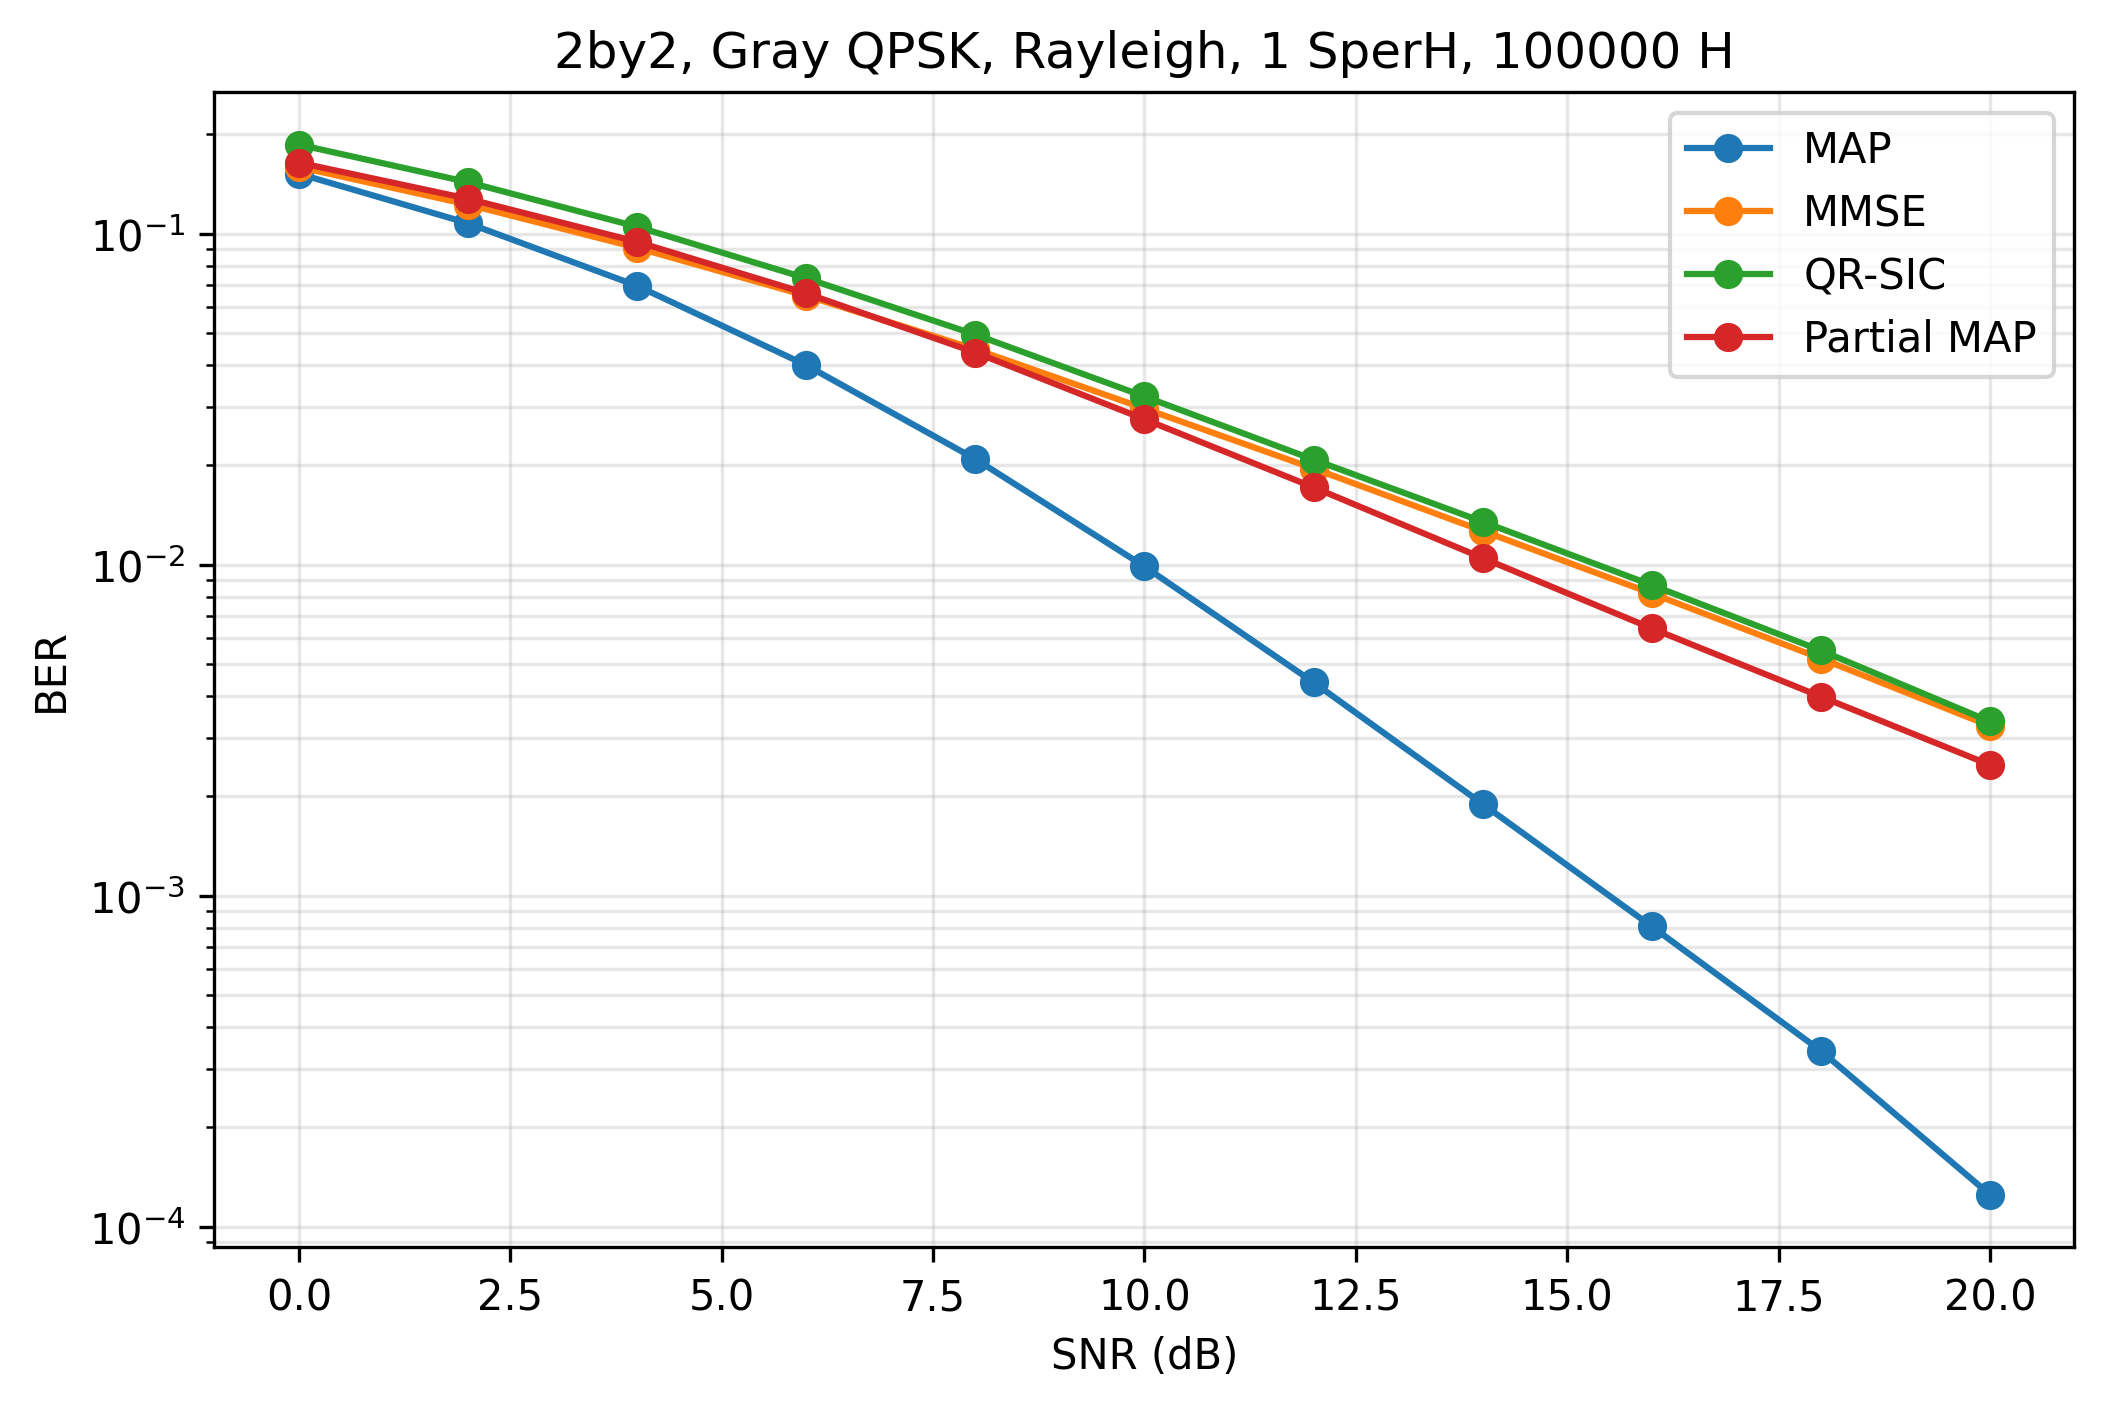 2by2, Gray QPSK, Rayleigh, 1 SperH, 100000 H
MAP
MMSE
QR-SIC
Partial MAP
10⁻¹
10⁻²
10⁻³
10⁻⁴
BER
0.0 2.5 5.0 7.5 10.0 12.5 15.0 17.5 20.0
SNR (dB)